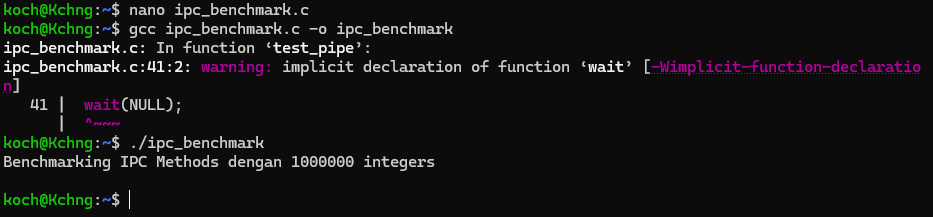 koch@Kchng:~$ nano ipc_benchmark.c
koch@Kchng:~$ gcc ipc_benchmark.c -o ipc_benchmark
ipc_benchmark.c: In function ‘test_pipe’:
ipc_benchmark.c:41:2: warning: implicit declaration of function ‘wait’ [-Wimplicit-function-declaratio
n]
   41 |  wait(NULL);
      |  ^~~~
koch@Kchng:~$ ./ipc_benchmark
Benchmarking IPC Methods dengan 1000000 integers

koch@Kchng:~$